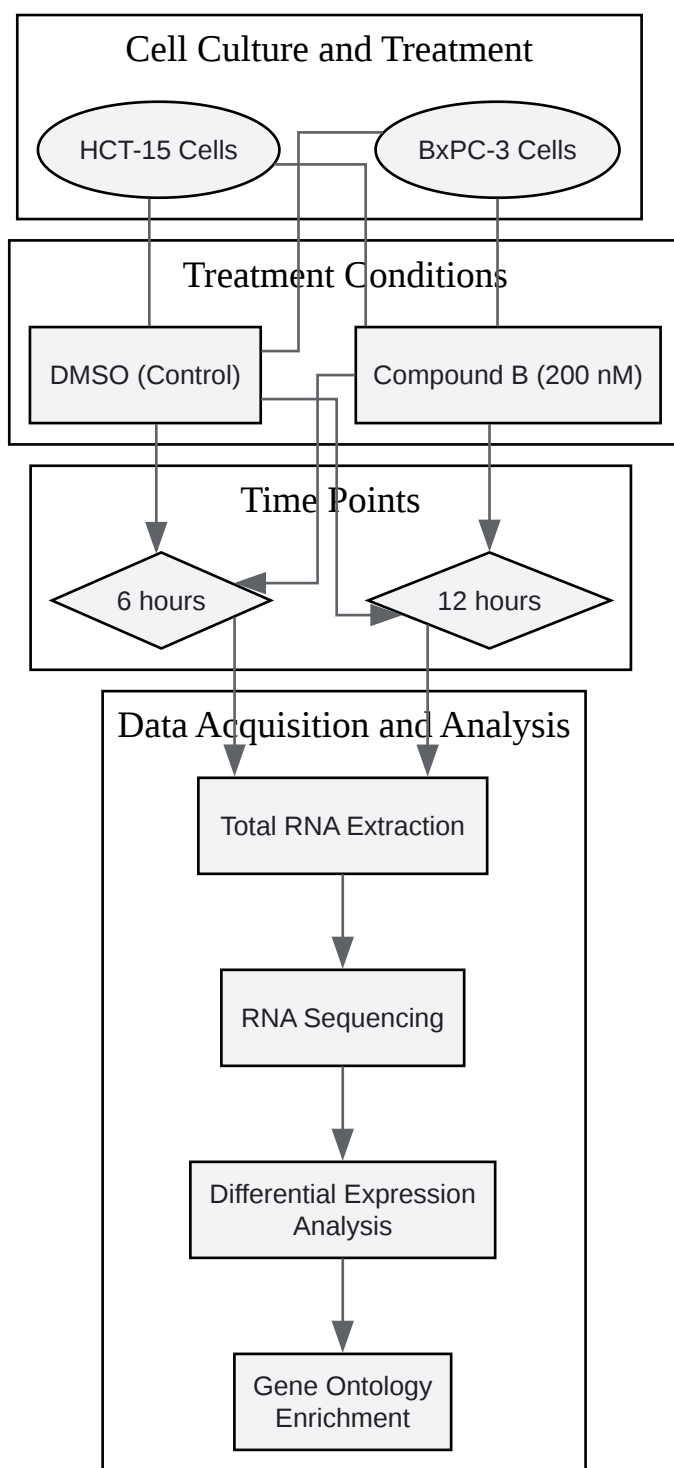 Cell Culture and Treatment
HCT-15 Cells
BxPC-3 Cells
Treatment Conditions
DMSO (Control)
Compound B (200 nM)
Time Points
6 hours
12 hours
Data Acquisition and Analysis
Total RNA Extraction
RNA Sequencing
Differential Expression
Analysis
Gene Ontology
Enrichment